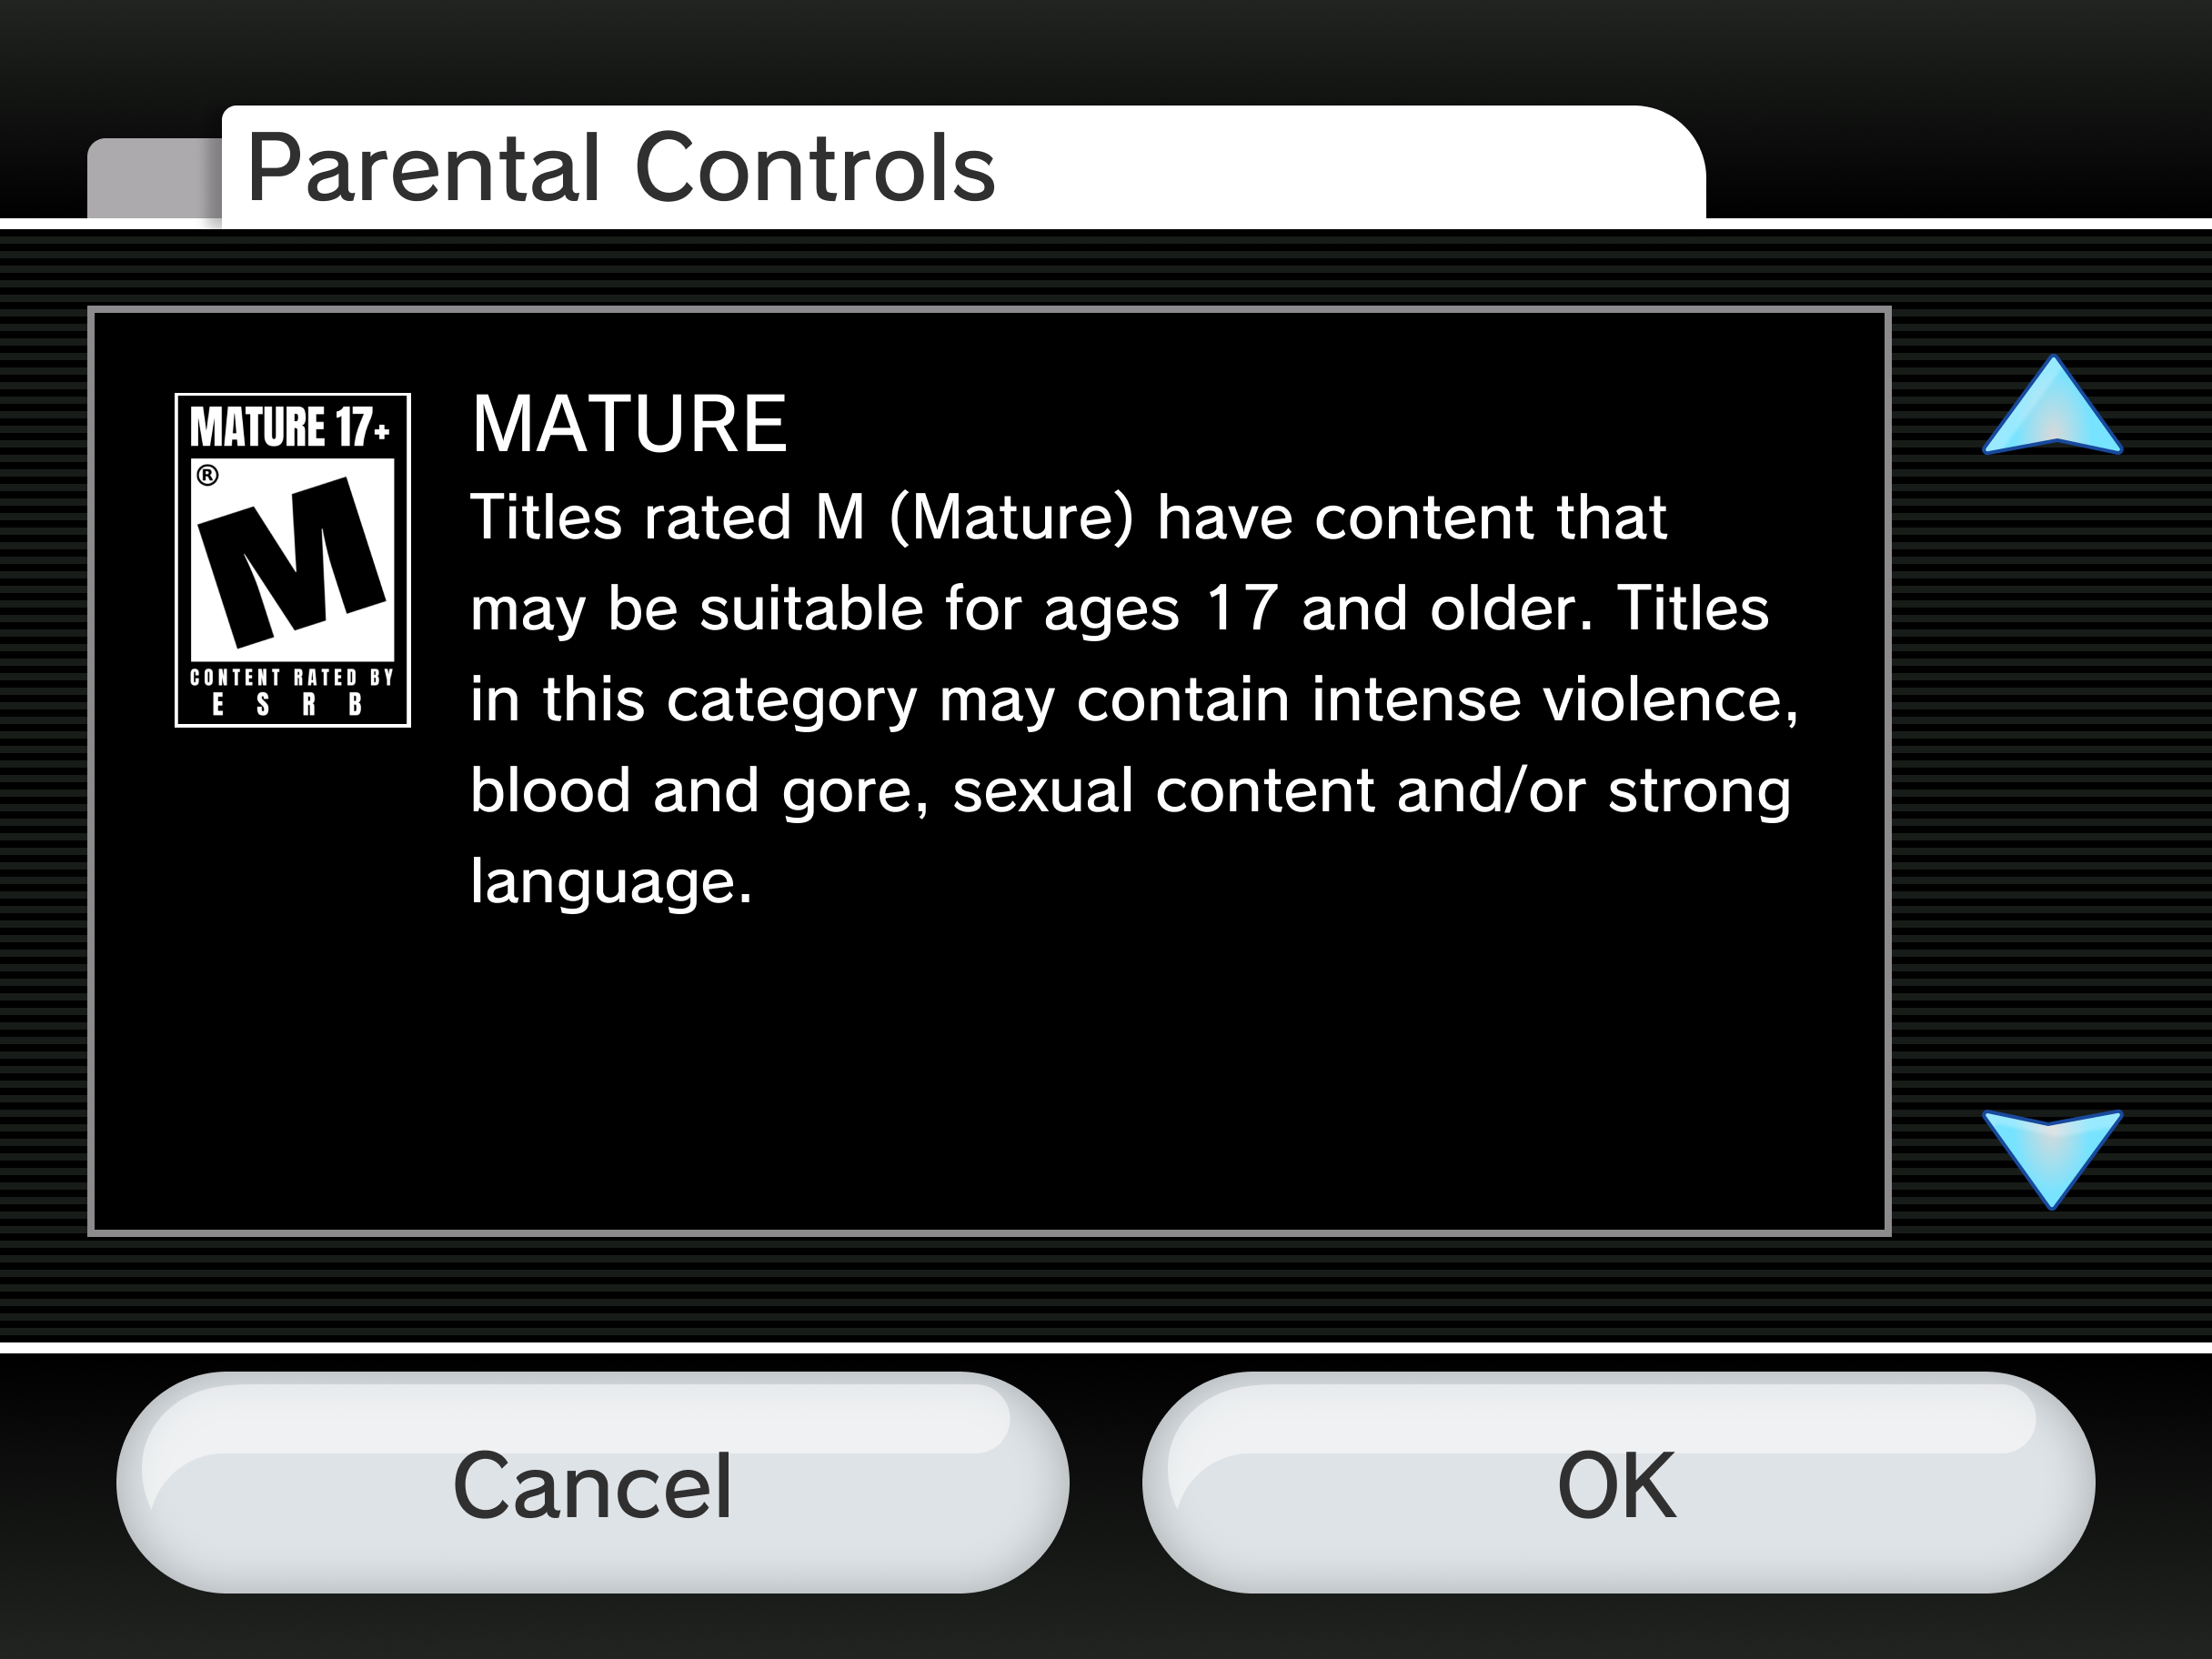 Parental Controls
MATURE 17+
®
M
CONTENT RATED BY
ESRB
MATURE
Titles rated M (Mature) have content that
may be suitable for ages 17 and older. Titles
in this category may contain intense violence,
blood and gore, sexual content and/or strong
language.
Cancel
OK